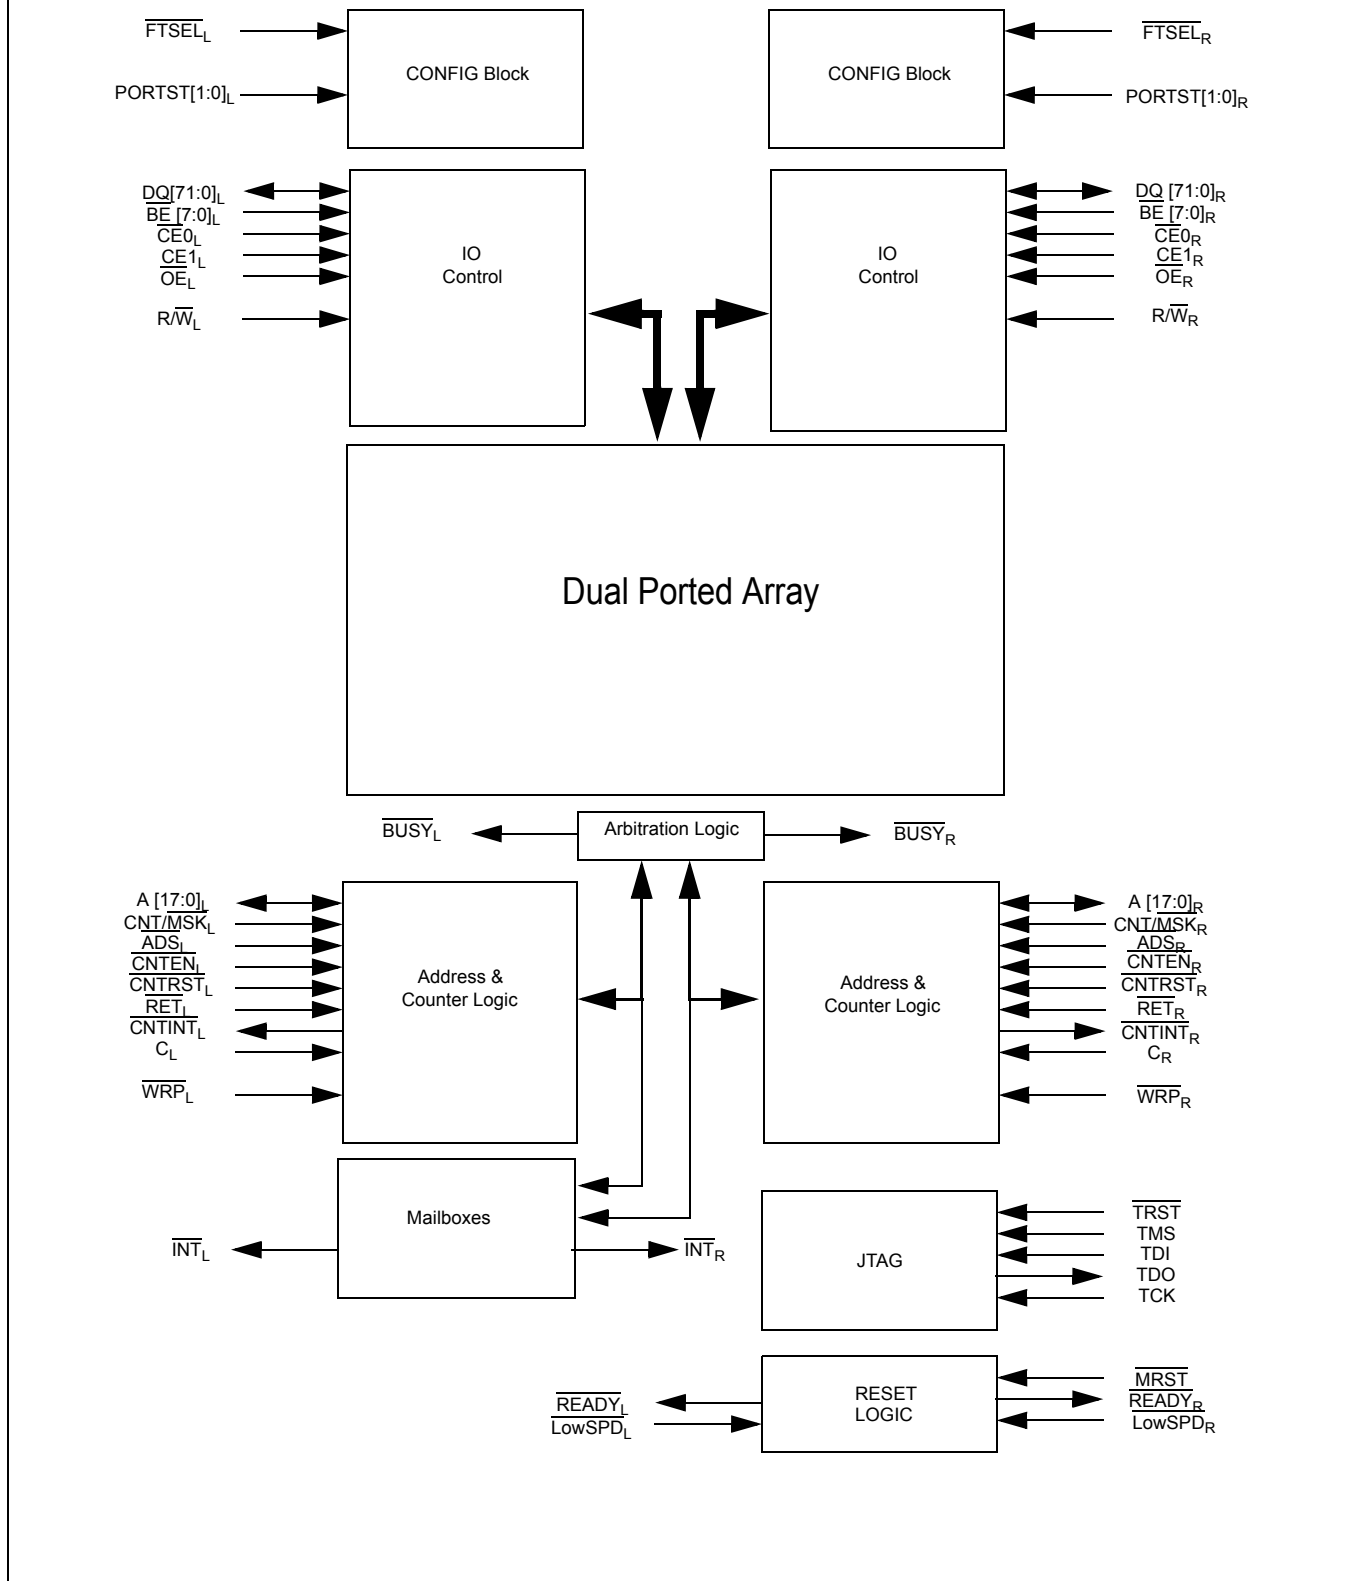 FTSEL_L
CONFIG Block
PORTST[1:0]_L
CONFIG Block
FTSEL_R
PORTST[1:0]_R
DQ[71:0]_L
BE [7:0]_L
CE0_L
CE1_L
OE_L
R/W_L
IO
Control
IO
Control
DQ [71:0]_R
BE [7:0]_R
CE0_R
CE1_R
OE_R
R/W_R
Dual Ported Array
BUSY_L
Arbitration Logic
BUSY_R
A [17:0]_L
CNT/MSK_L
ADS_L
CNTEN_L
CNTRST_L
RET_L
CNTINT_L
C_L
WRP_L
Address &
Counter Logic
Address &
Counter Logic
A [17:0]_R
CNT/MSK_R
ADS_R
CNTEN_R
CNTRST_R
RET_R
CNTINT_R
C_R
WRP_R
Mailboxes
INT_L
INT_R
JTAG
TRST
TMS
TDI
TDO
TCK
READY_L
LowSPD_L
RESET
LOGIC
MRST
READY_R
LowSPD_R